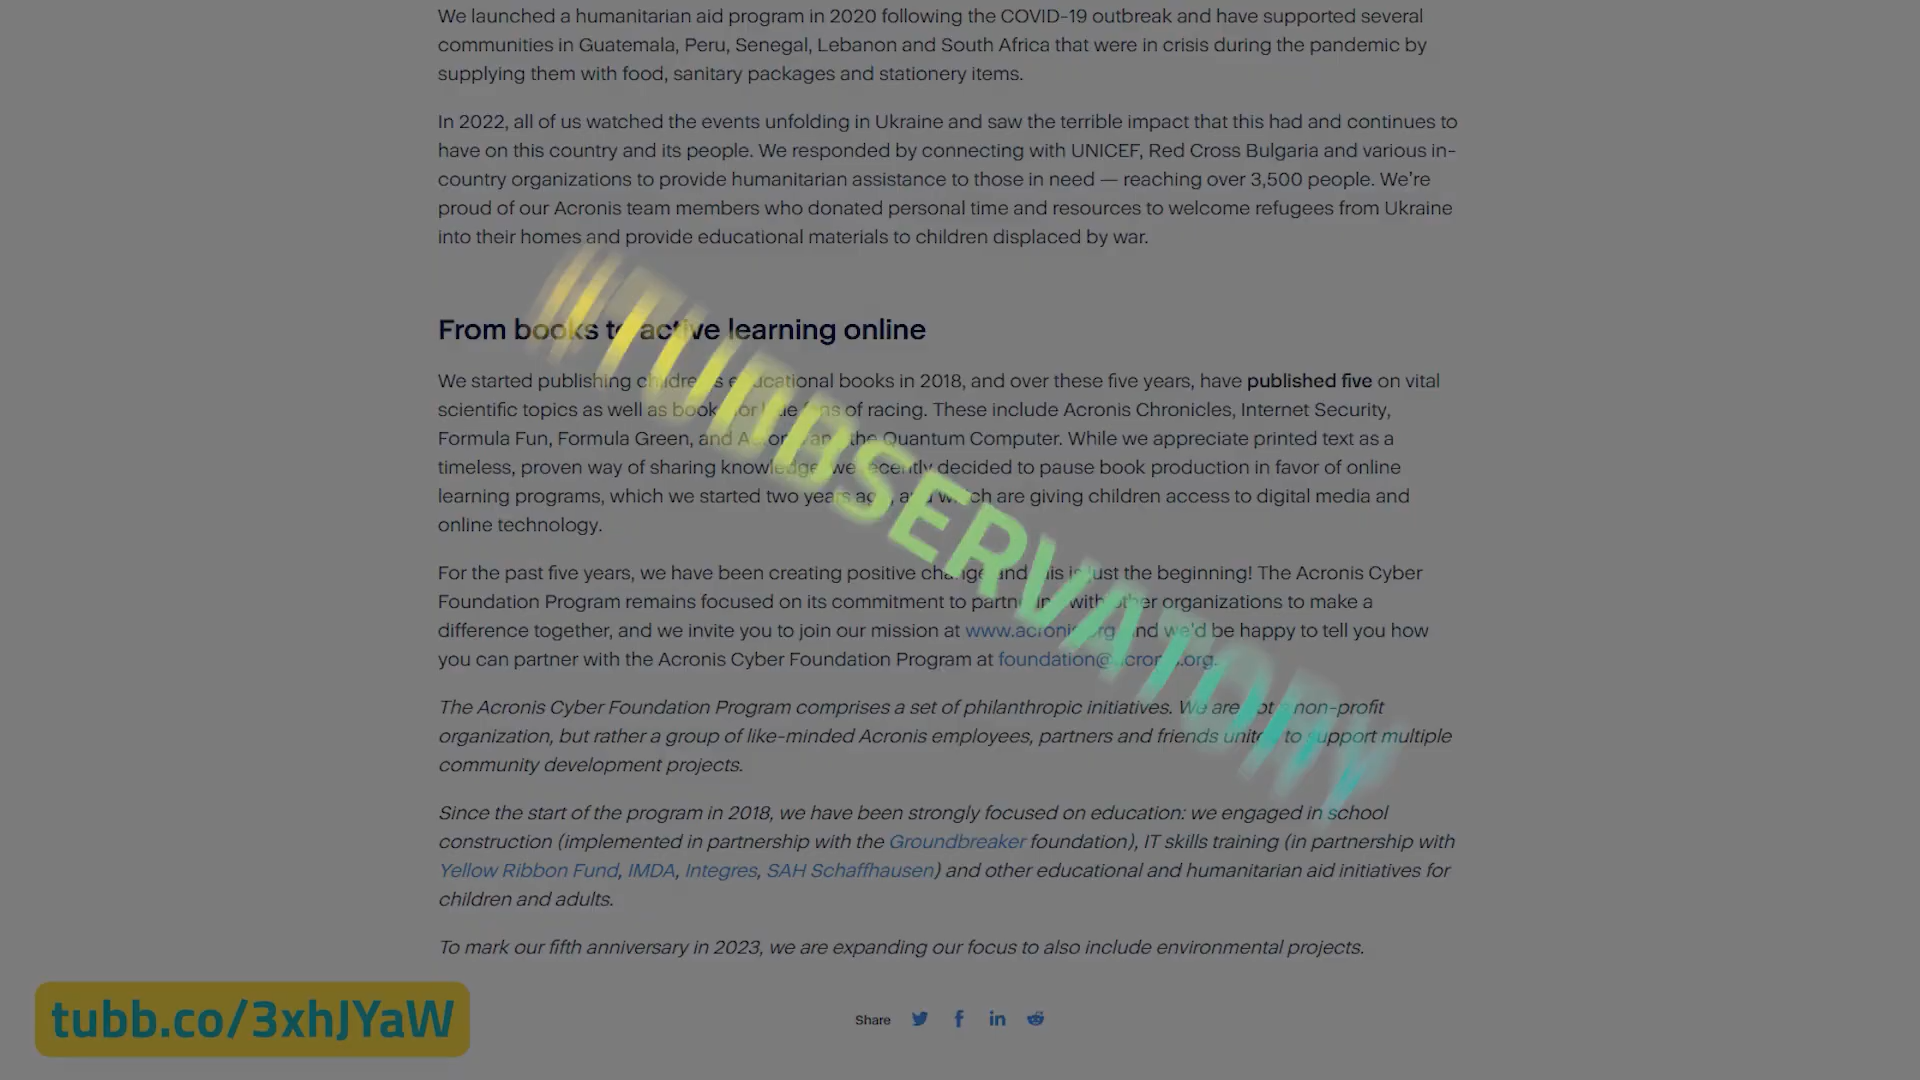 We launched a humanitarian aid program in 2020 following the COVID-19 outbreak and have supported several
communities in Guatemala, Peru, Senegal, Lebanon and South Africa that were in crisis during the pandemic by
supplying them with food, sanitary packages and stationery items.
In 2022, all of us watched the events unfolding in Ukraine and saw the terrible impact that this had and continues to
have on this country and its people. We responded by connecting with UNICEF, Red Cross Bulgaria and various in-
country organizations to provide humanitarian assistance to those in need — reaching over 3,500 people. We're
proud of our Acronis team members who donated personal time and resources to welcome refugees from Ukraine
into their homes and provide educational materials to children displaced by war.
From books to active learning online
We started publishing children's educational books in 2018, and over these five years, have published five on vital
scientific topics as well as books for little fans of racing. These include Acronis Chronicles, Internet Security,
Formula Fun, Formula Green, and Acronis and the Quantum Computer. While we appreciate printed text as a
timeless, proven way of sharing knowledge, we recently decided to pause book production in favor of online
learning programs, which we started two years ago, and which are giving children access to digital media and
online technology.
#TUBBSERVATORY
For the past five years, we have been creating positive change and this is just the beginning! The Acronis Cyber
Foundation Program remains focused on its commitment to partnering with other organizations to make a
difference together, and we invite you to join our mission at www.acronis.org and we'd be happy to tell you how
you can partner with the Acronis Cyber Foundation Program at foundation@acronis.org.
The Acronis Cyber Foundation Program comprises a set of philanthropic initiatives. We are not a non-profit
organization, but rather a group of like-minded Acronis employees, partners and friends united to support multiple
community development projects.
Since the start of the program in 2018, we have been strongly focused on education: we engaged in school
construction (implemented in partnership with the Groundbreaker foundation), IT skills training (in partnership with
Yellow Ribbon Fund, IMDA, Integres, SAH Schaffhausen) and other educational and humanitarian aid initiatives for
children and adults.
To mark our fifth anniversary in 2023, we are expanding our focus to also include environmental projects.
Share
tubb.co/3xhJYaW